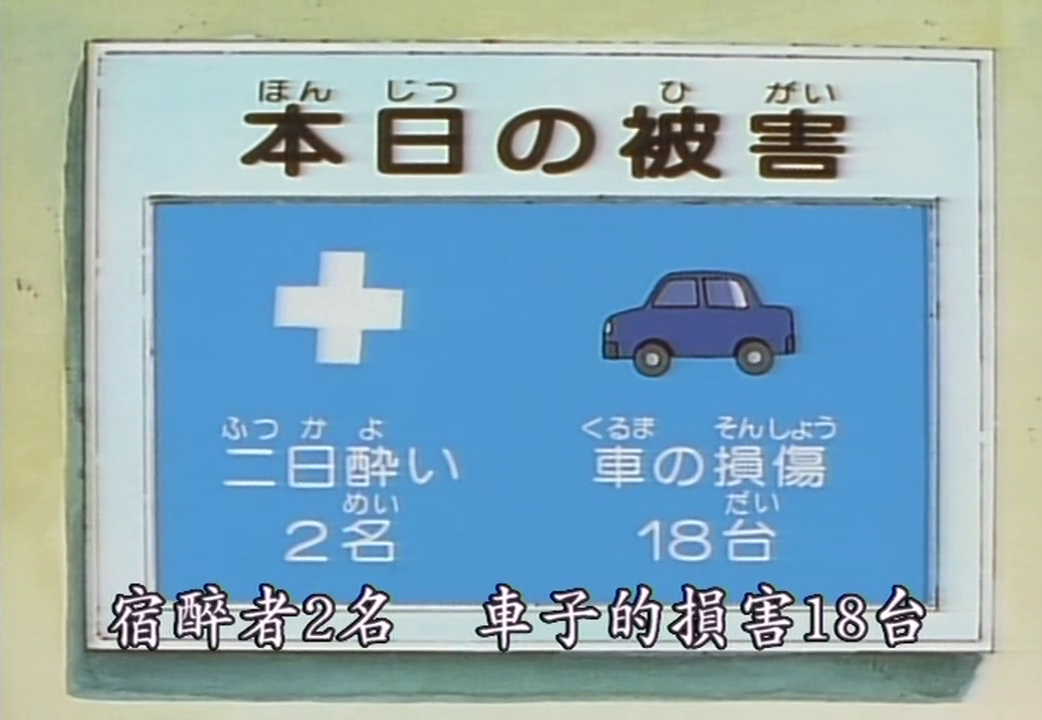 ほんじつ ひがい
本日の被害
ふつかよ くるま そんしょう
二日酔い 車の損傷
めい だい
2名 18台
宿醉者2名 車子的損害18台